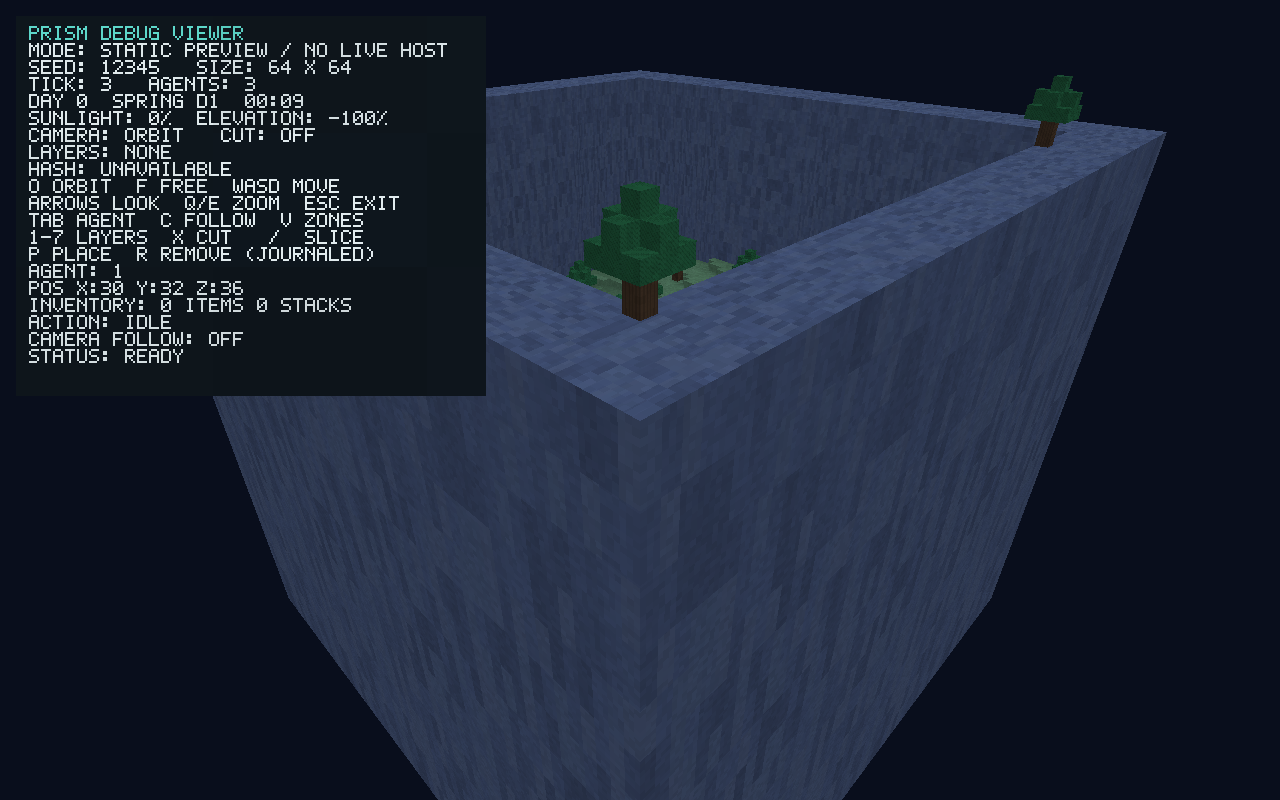 PRISM DEBUG VIEWER
MODE: STATIC PREVIEW / NO LIVE HOST
SEED: 12345 SIZE: 64 X 64
TICK: 3 AGENTS: 3
DAY 0 SPRING D1 00:09
SUNLIGHT: 0% ELEVATION: -100%
CAMERA: ORBIT CUT: OFF
LAYERS: NONE
HASH: UNAVAILABLE
O ORBIT F FREE WASD MOVE
ARROWS LOOK Q/E ZOOM ESC EXIT
TAB AGENT C FOLLOW V ZONES
1-7 LAYERS X CUT / SLICE
P PLACE R REMOVE (JOURNALED)
AGENT: 1
POS X:30 Y:32 Z:36
INVENTORY: 0 ITEMS 0 STACKS
ACTION: IDLE
CAMERA FOLLOW: OFF
STATUS: READY